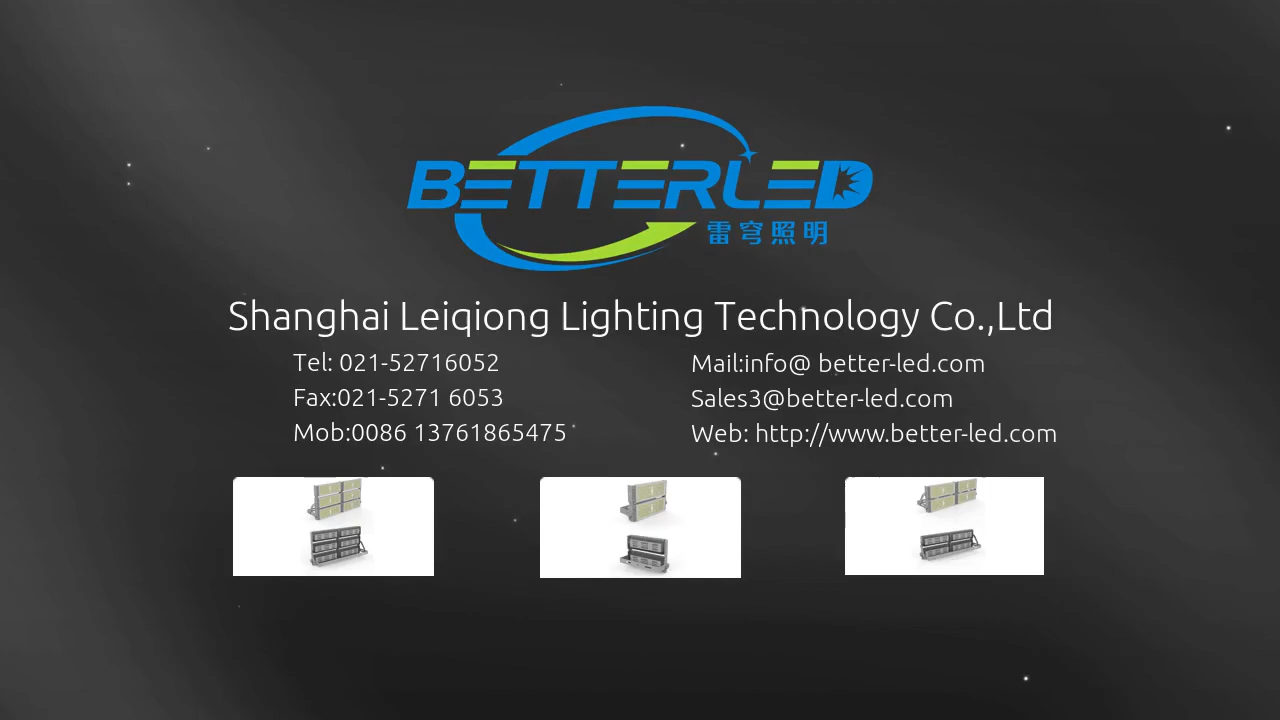 BETTERLED
雷穹照明
Shanghai Leiqiong Lighting Technology Co.,Ltd
Tel: 021-52716052
Fax:021-5271 6053
Mob:0086 13761865475
Mail:info@ better-led.com
Sales3@better-led.com
Web: http://www.better-led.com